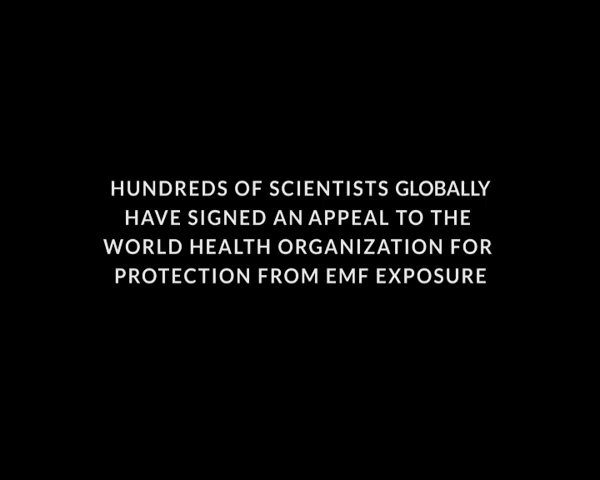 HUNDREDS OF SCIENTISTS GLOBALLY
HAVE SIGNED AN APPEAL TO THE
WORLD HEALTH ORGANIZATION FOR
PROTECTION FROM EMF EXPOSURE